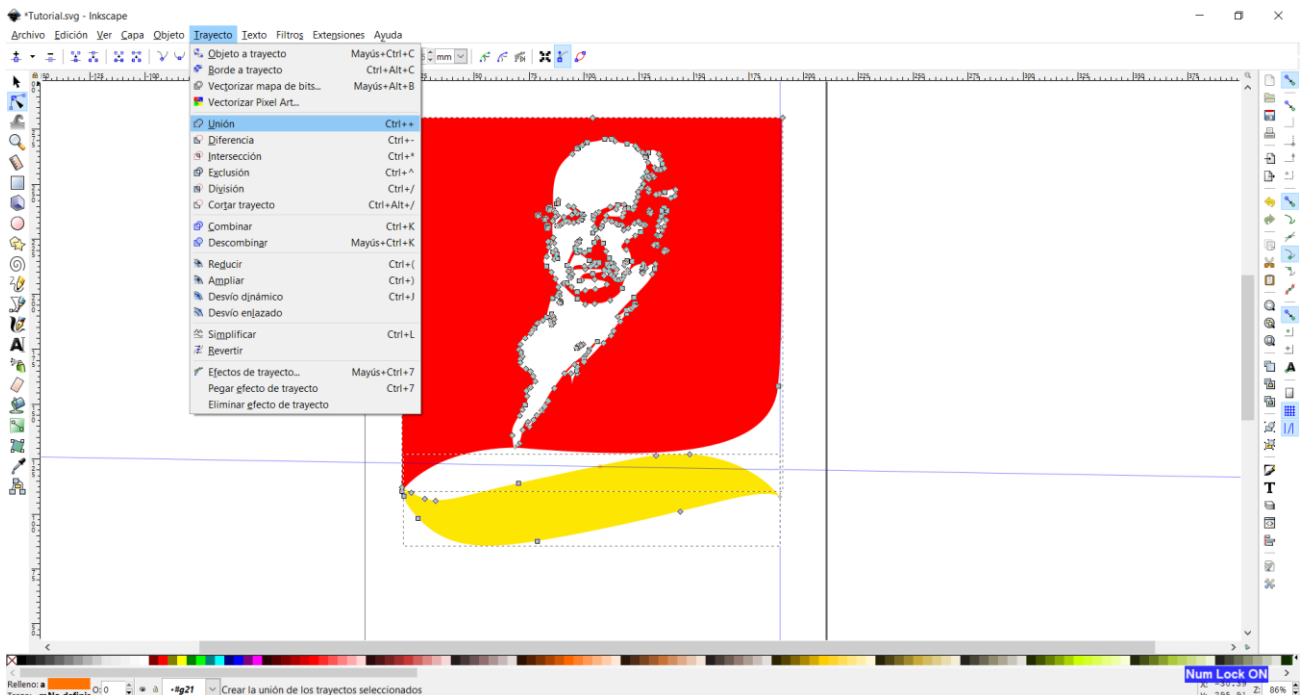 *Tutorial.svg - Inkscape
Archivo Edición Ver Capa Objeto Trayecto Texto Filtros Extensiones Ayuda
mm
Objeto a trayecto Mayús+Ctrl+C
Borde a trayecto Ctrl+Alt+C
Vectorizar mapa de bits... Mayús+Alt+B
Vectorizar Pixel Art...
Unión Ctrl++
Diferencia Ctrl+-
Intersección Ctrl+*
Exclusión Ctrl+^
División Ctrl+/
Cortar trayecto Ctrl+Alt+/
Combinar Ctrl+K
Descombinar Mayús+Ctrl+K
Reducir Ctrl+(
Ampliar Ctrl+)
Desvío dinámico Ctrl+J
Desvío enlazado
Simplificar Ctrl+L
Revertir
Efectos de trayecto... Mayús+Ctrl+7
Pegar efecto de trayecto Ctrl+7
Eliminar efecto de trayecto
Num Lock ON
Relleno: a O: 0 •#g21 Crear la unión de los trayectos seleccionados Z: 86%